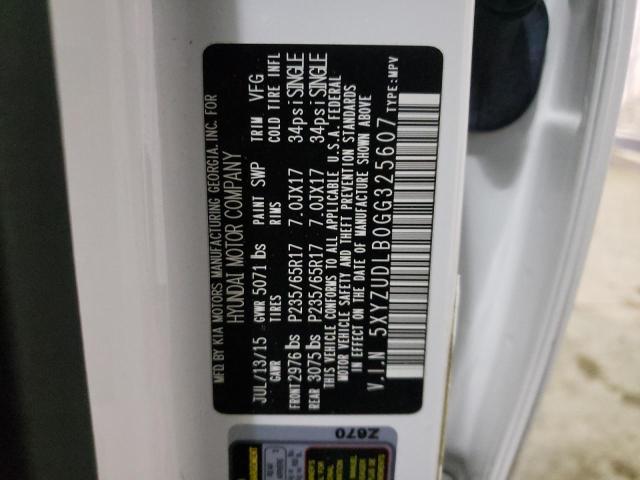 MFD.BY KIA MOTORS MANUFACTURING GEORGIA, INC. FOR
HYUNDAI MOTOR COMPANY
JUL/13/15 GVWR 5071 lbs PAINT SWP TRIM VFG
GAWR TIRES RIMS COLD TIRE INFL
FRONT 2976 lbs P235/65R17 7.0JX17 34psi SINGLE
REAR 3075 lbs P235/65R17 7.0JX17 34psi SINGLE
THIS VEHICLE CONFORMS TO ALL APPLICABLE U.S.A. FEDERAL
MOTOR VEHICLE SAFETY AND THEFT PREVENTION STANDARDS
IN EFFECT ON THE DATE OF MANUFACTURE SHOWN ABOVE
V.I.N 5XYZUDLB0GG325607 TYPE:MPV
Z670